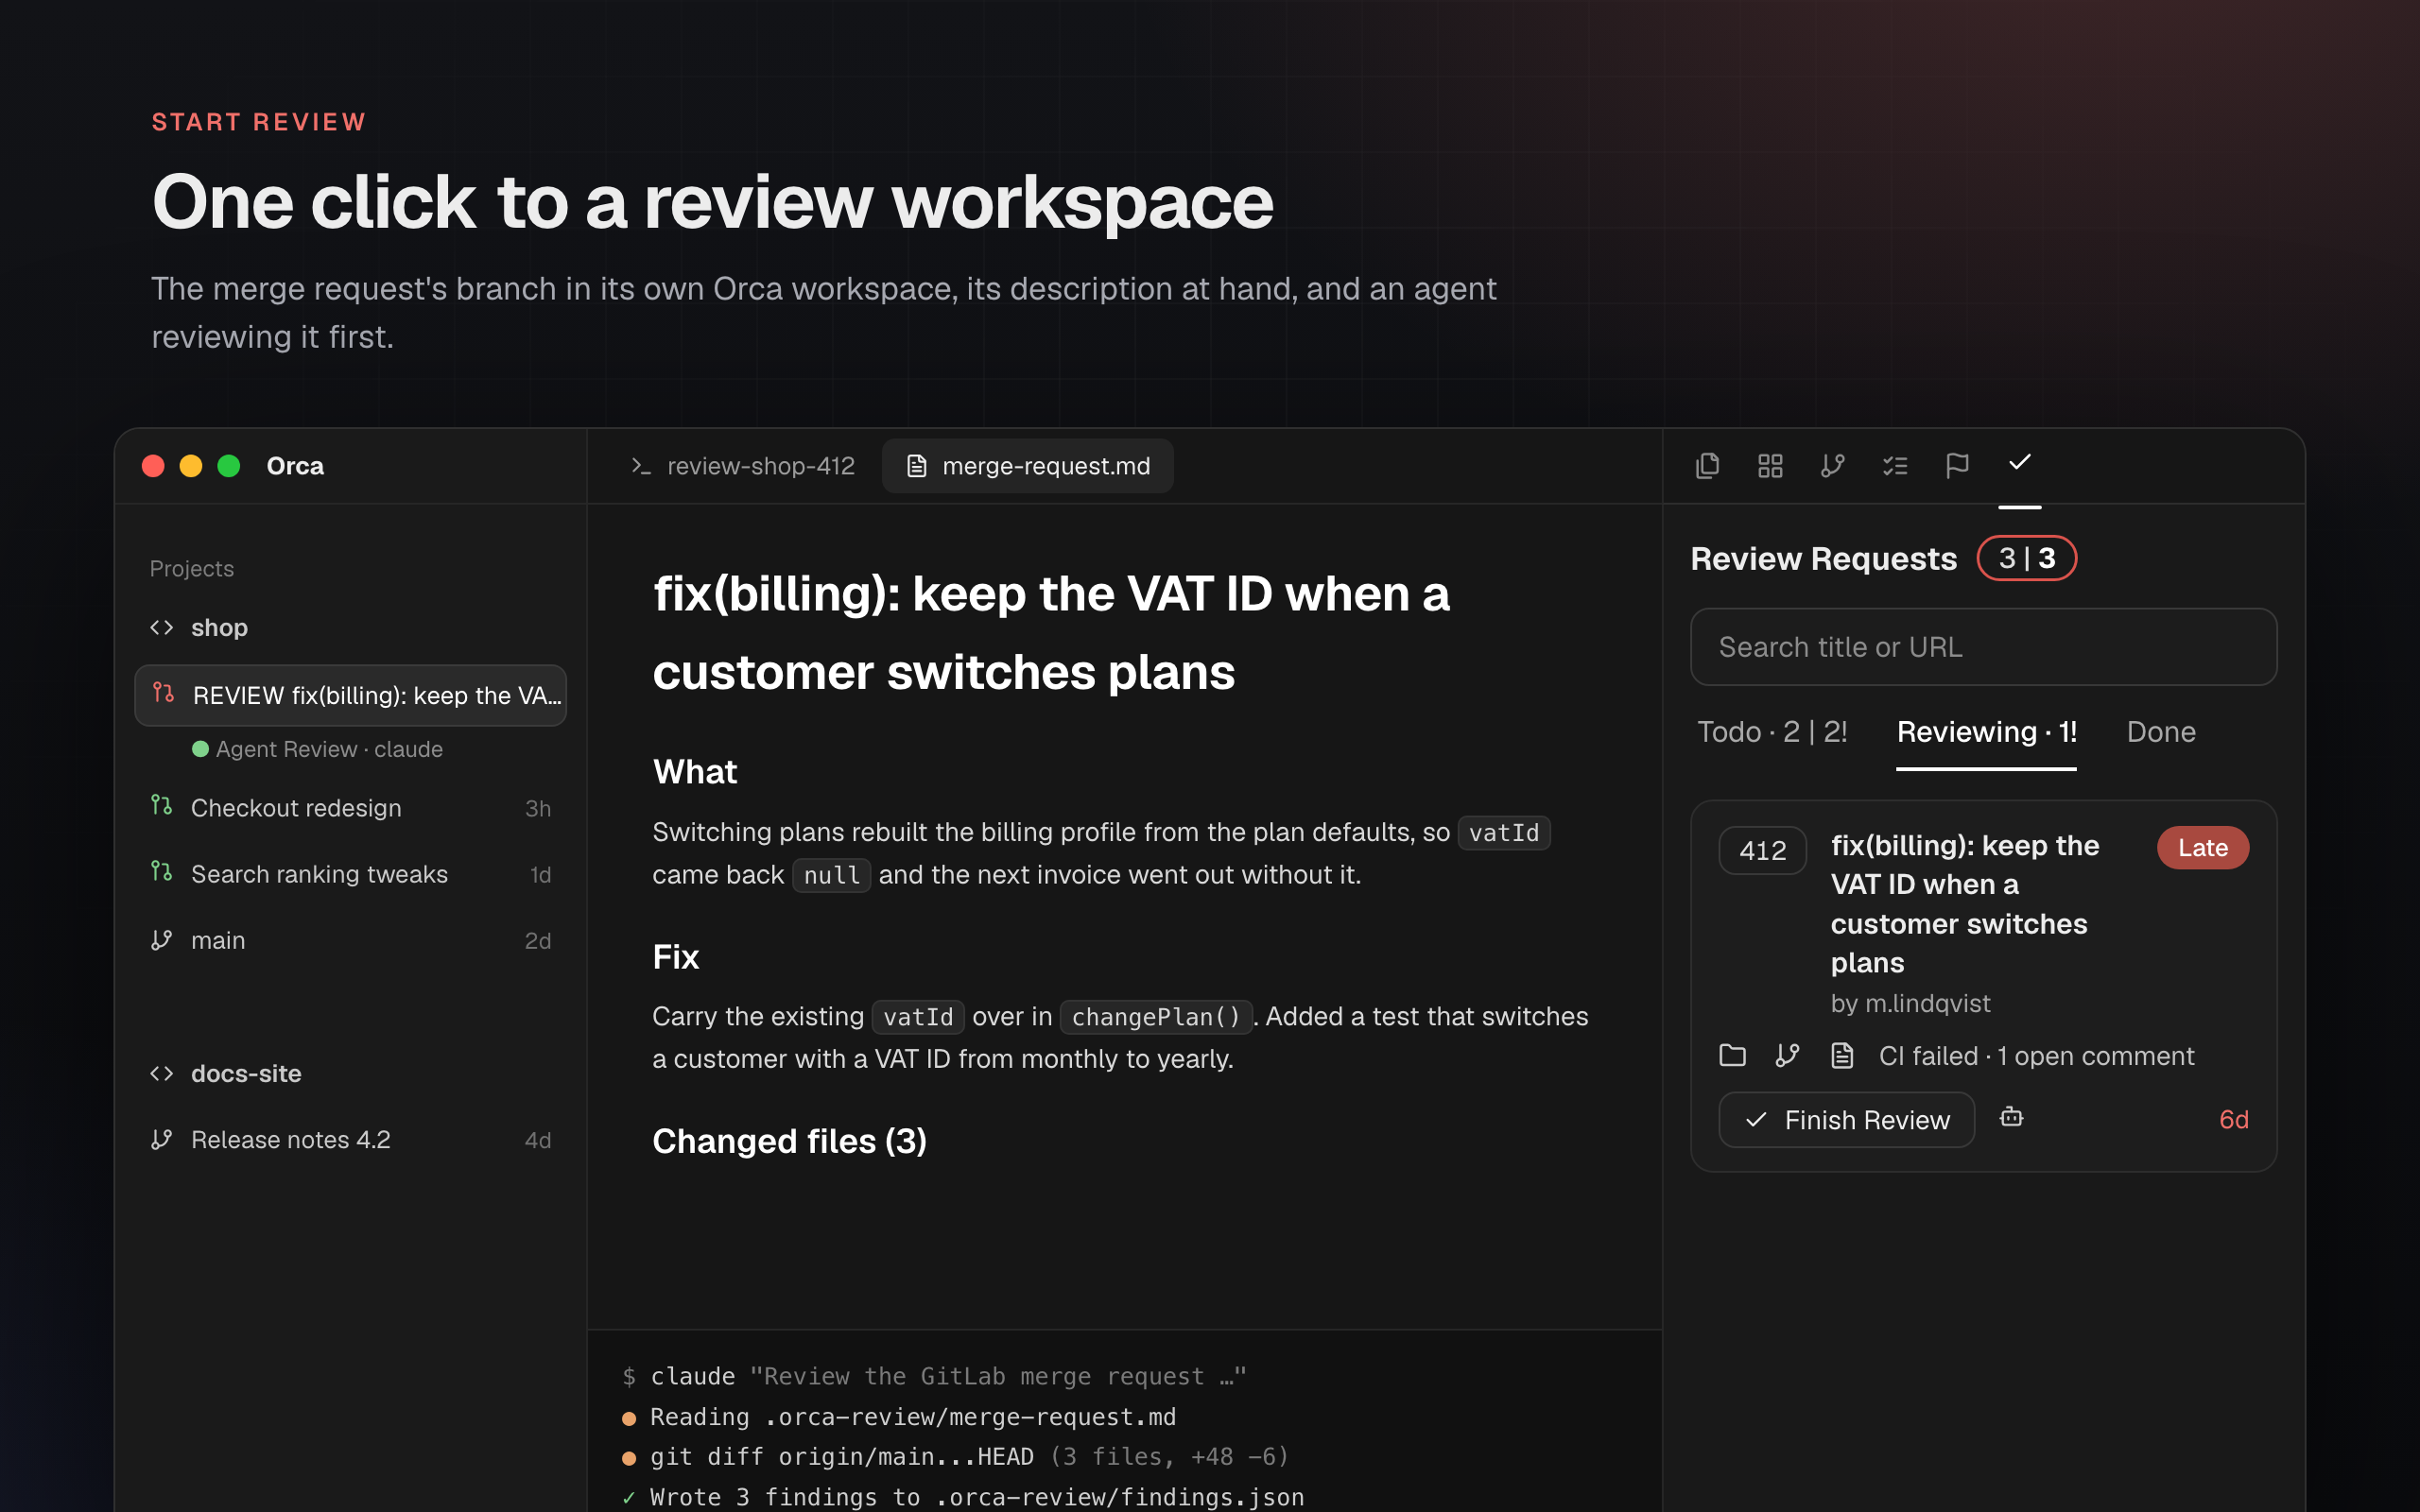 START REVIEW
One click to a review workspace
The merge request's branch in its own Orca workspace, its description at hand, and an agent
reviewing it first.
Orca
Projects
shop
REVIEW fix(billing): keep the VA…
Agent Review · claude
Checkout redesign 3h
Search ranking tweaks 1d
main 2d
docs-site
Release notes 4.2 4d
review-shop-412
merge-request.md
fix(billing): keep the VAT ID when a
customer switches plans
What
Switching plans rebuilt the billing profile from the plan defaults, so vatId
came back null and the next invoice went out without it.
Fix
Carry the existing vatId over in changePlan(). Added a test that switches
a customer with a VAT ID from monthly to yearly.
Changed files (3)
$ claude "Review the GitLab merge request …"
Reading .orca-review/merge-request.md
git diff origin/main...HEAD (3 files, +48 −6)
✓ Wrote 3 findings to .orca-review/findings.json
Review Requests 3 | 3
Search title or URL
Todo · 2 | 2! Reviewing · 1! Done
412 fix(billing): keep the Late
VAT ID when a
customer switches
plans
by m.lindqvist
CI failed · 1 open comment
Finish Review 6d